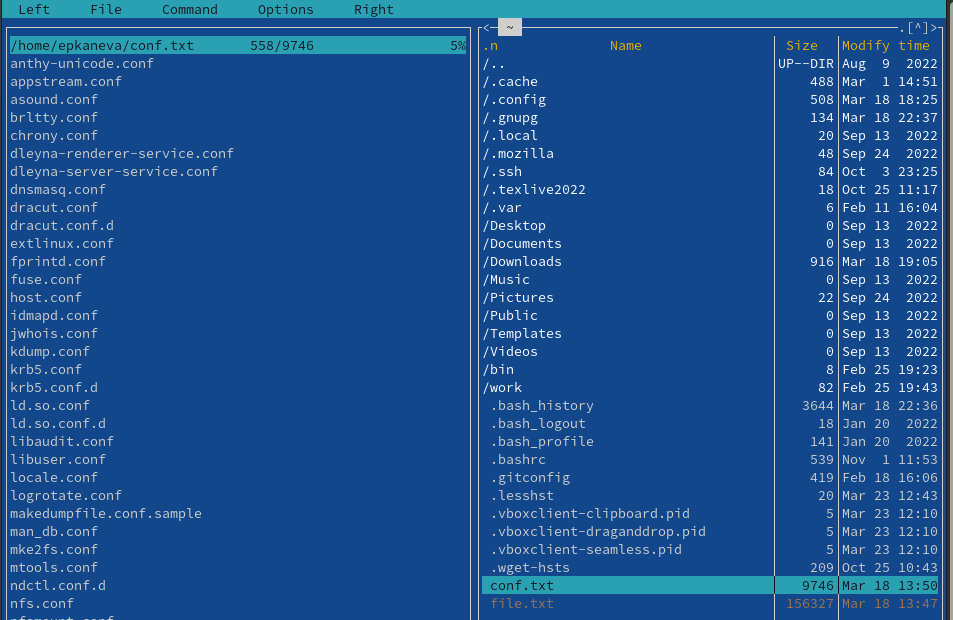 Left File Command Options Right
/home/epkaneva/conf.txt 558/9746 5%
anthy-unicode.conf
appstream.conf
asound.conf
brltty.conf
chrony.conf
dleyna-renderer-service.conf
dleyna-server-service.conf
dnsmasq.conf
dracut.conf
dracut.conf.d
extlinux.conf
fprintd.conf
fuse.conf
host.conf
idmapd.conf
jwhois.conf
kdump.conf
krb5.conf
krb5.conf.d
ld.so.conf
ld.so.conf.d
libaudit.conf
libuser.conf
locale.conf
logrotate.conf
makedumpfile.conf.sample
man_db.conf
mke2fs.conf
mtools.conf
ndctl.conf.d
nfs.conf
nfsmount.conf
<- ~ .[^]>
.n Name Size Modify time
/.. UP--DIR Aug 9 2022
/.cache 488 Mar 1 14:51
/.config 508 Mar 18 18:25
/.gnupg 134 Mar 18 22:37
/.local 20 Sep 13 2022
/.mozilla 48 Sep 24 2022
/.ssh 84 Oct 3 23:25
/.texlive2022 18 Oct 25 11:17
/.var 6 Feb 11 16:04
/Desktop 0 Sep 13 2022
/Documents 0 Sep 13 2022
/Downloads 916 Mar 18 19:05
/Music 0 Sep 13 2022
/Pictures 22 Sep 24 2022
/Public 0 Sep 13 2022
/Templates 0 Sep 13 2022
/Videos 0 Sep 13 2022
/bin 8 Feb 25 19:23
/work 82 Feb 25 19:43
.bash_history 3644 Mar 18 22:36
.bash_logout 18 Jan 20 2022
.bash_profile 141 Jan 20 2022
.bashrc 539 Nov 1 11:53
.gitconfig 419 Feb 18 16:06
.lesshst 20 Mar 23 12:43
.vboxclient-clipboard.pid 5 Mar 23 12:10
.vboxclient-draganddrop.pid 5 Mar 23 12:10
.vboxclient-seamless.pid 5 Mar 23 12:10
.wget-hsts 209 Oct 25 10:43
conf.txt 9746 Mar 18 13:50
file.txt 156327 Mar 18 13:47